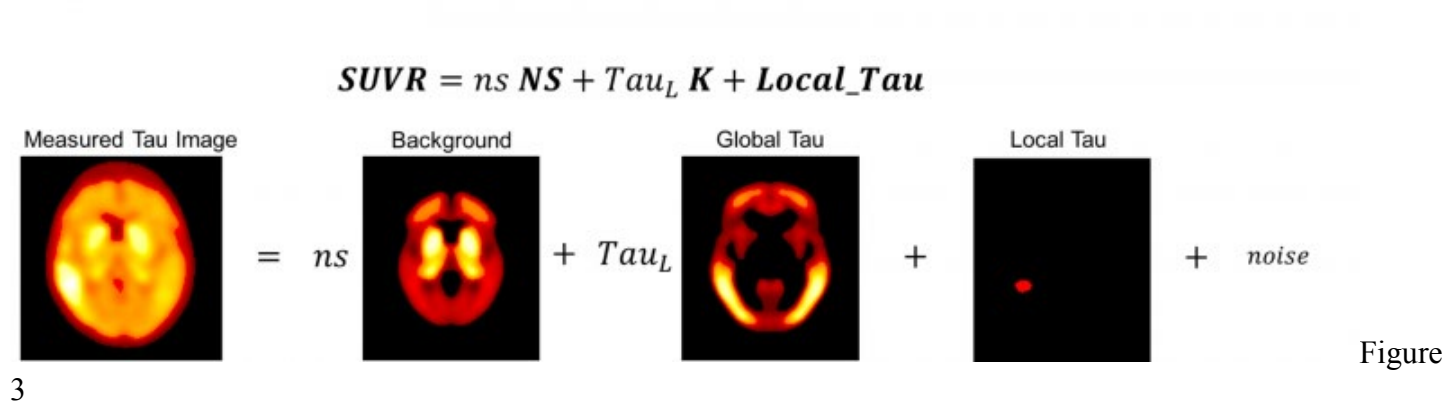 SUVR = ns NS + Tau_L K + Local_Tau
Measured Tau Image Background Global Tau Local Tau
= ns + Tau_L + + noise
Figure
3